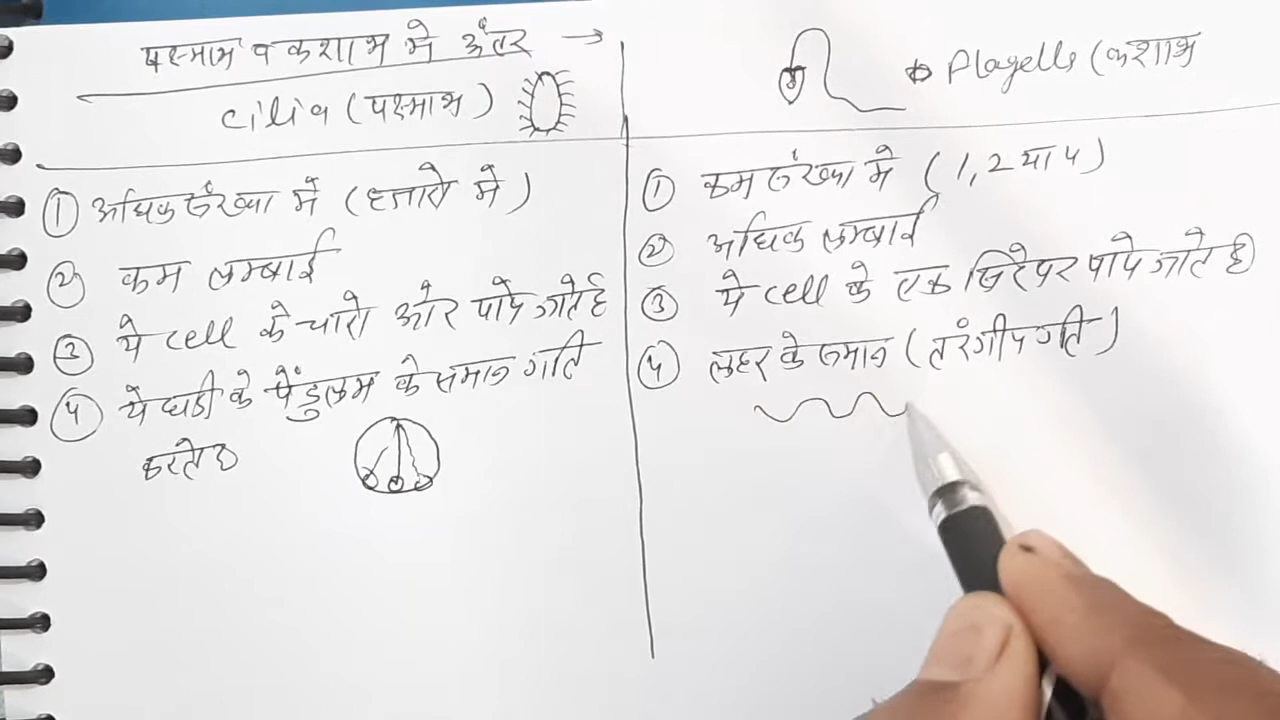 पक्ष्माभ व कशाभ में अंतर →
cilia (पक्ष्माभ)
① अधिक संख्या में (हजारो में)
② कम लम्बाई
③ ये cell के चारो ओर पाये जाते है
④ ये घडी के पेंडुलम के समान गति
करते है
Flagells (कशाभ
① कम संख्या में (1, 2 या 4)
② अधिक लम्बाई
③ ये cell के एक सिरे पर पाये जाते है
④ लहर के समान (तरंगीय गति)